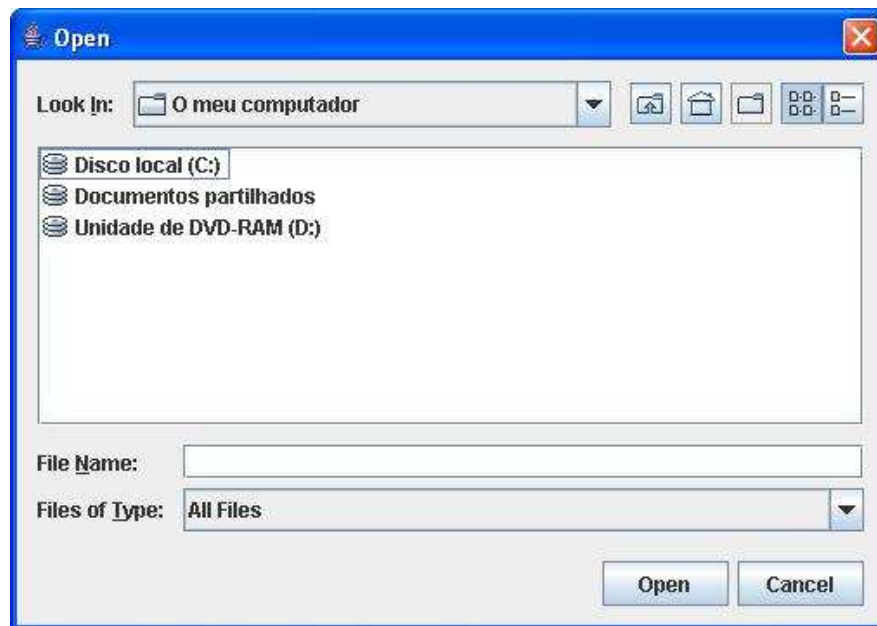 Open
Look In: O meu computador
Disco local (C:)
Documentos partilhados
Unidade de DVD-RAM (D:)
File Name:
Files of Type: All Files
Open Cancel